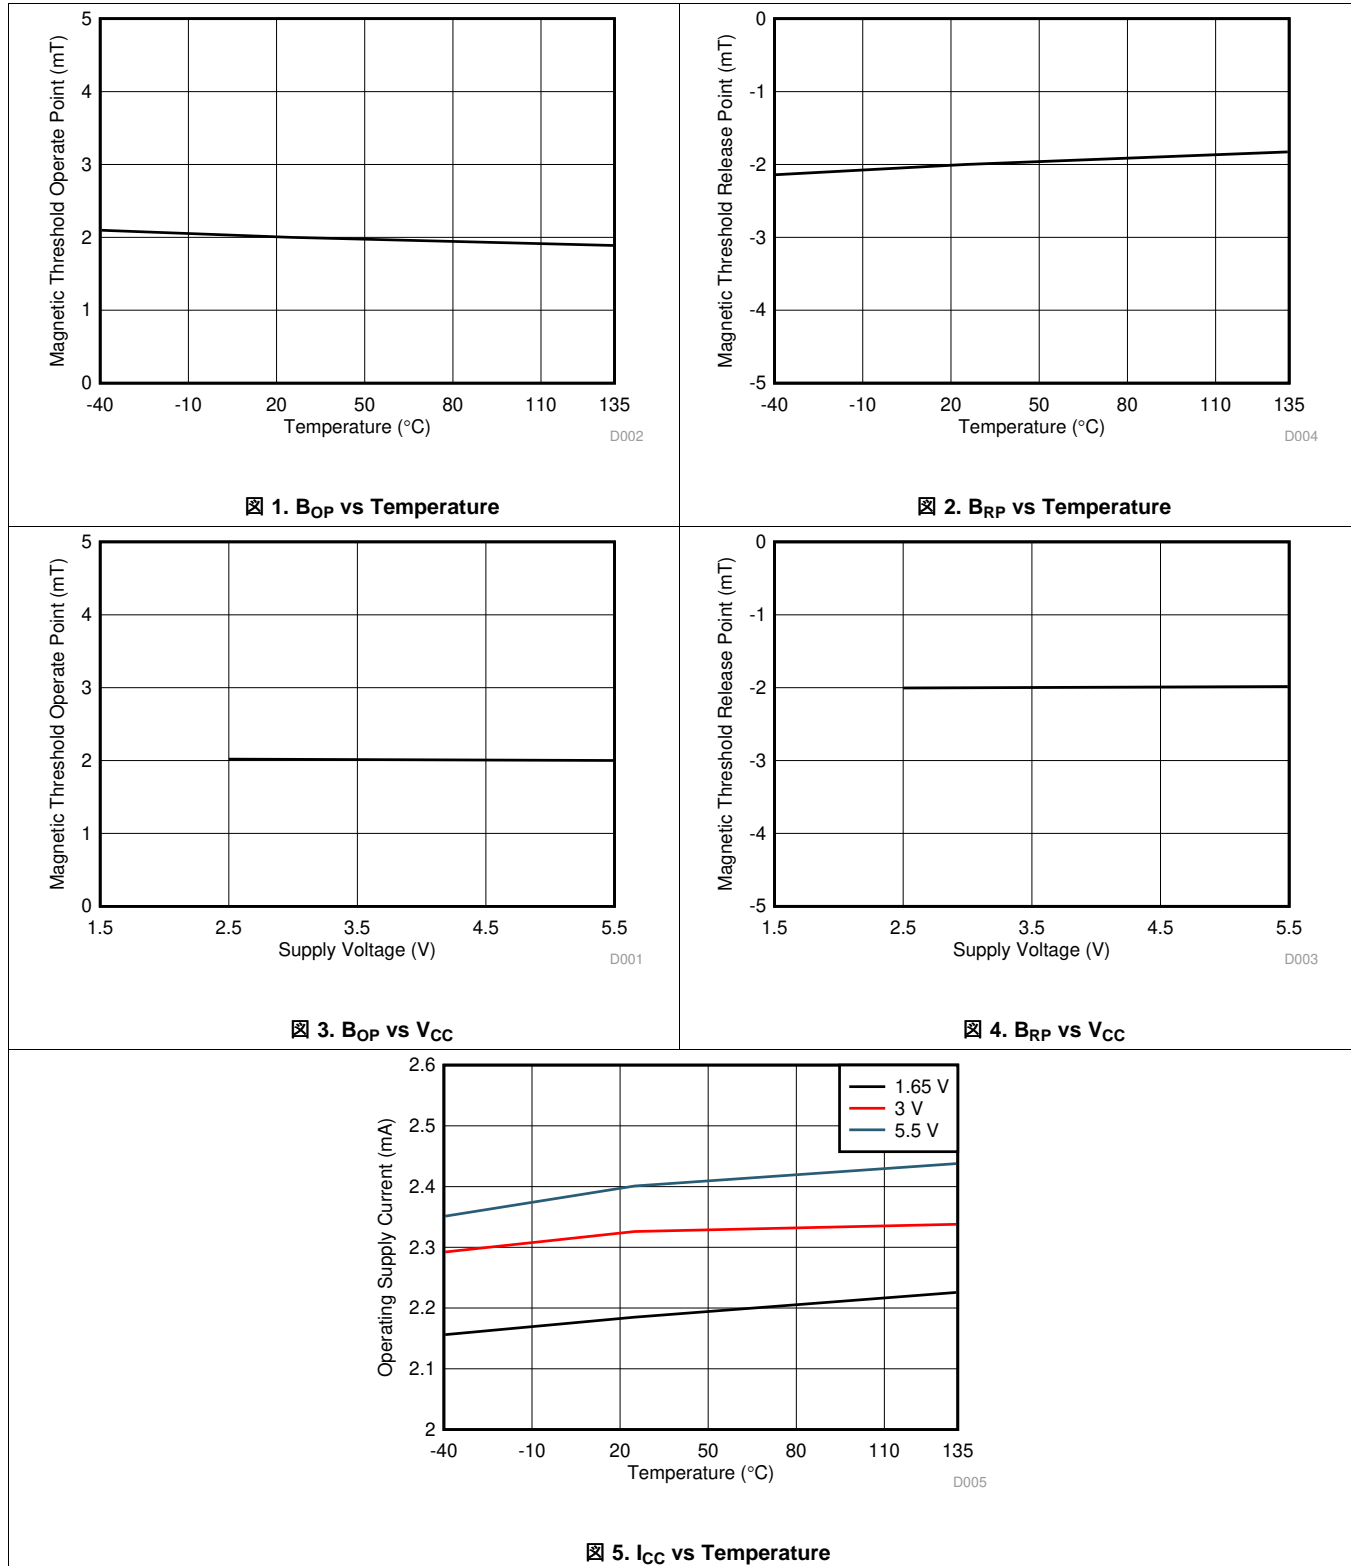 5
4
3
2
1
0
Magnetic Threshold Operate Point (mT)
-40 -10 20 50 80 110 135
Temperature (°C)
D002
図 1. BOP vs Temperature
0
-1
-2
-3
-4
-5
Magnetic Threshold Release Point (mT)
-40 -10 20 50 80 110 135
Temperature (°C)
D004
図 2. BRP vs Temperature
5
4
3
2
1
0
Magnetic Threshold Operate Point (mT)
1.5 2.5 3.5 4.5 5.5
Supply Voltage (V)
D001
図 3. BOP vs VCC
0
-1
-2
-3
-4
-5
Magnetic Threshold Release Point (mT)
1.5 2.5 3.5 4.5 5.5
Supply Voltage (V)
D003
図 4. BRP vs VCC
2.6
2.5
2.4
2.3
2.2
2.1
2
Operating Supply Current (mA)
1.65 V
3 V
5.5 V
-40 -10 20 50 80 110 135
Temperature (°C)
D005
図 5. ICC vs Temperature